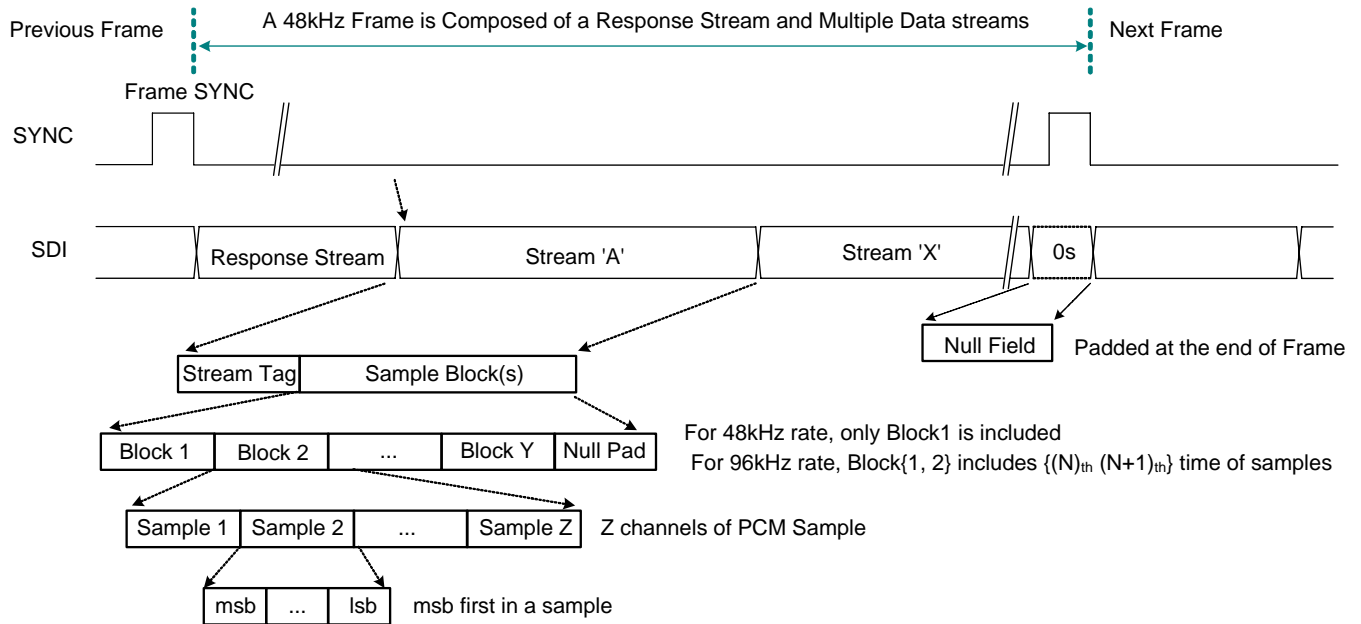 A 48kHz Frame is Composed of a Response Stream and Multiple Data streams
Previous Frame
Next Frame
Frame SYNC
SYNC
SDI
Response Stream
Stream 'A'
Stream 'X'
0s
Null Field
Padded at the end of Frame
Stream Tag
Sample Block(s)
Block 1
Block 2
...
Block Y
Null Pad
For 48kHz rate, only Block1 is included
For 96kHz rate, Block{1, 2} includes {(N)th (N+1)th} time of samples
Sample 1
Sample 2
...
Sample Z
Z channels of PCM Sample
msb
...
lsb
msb first in a sample